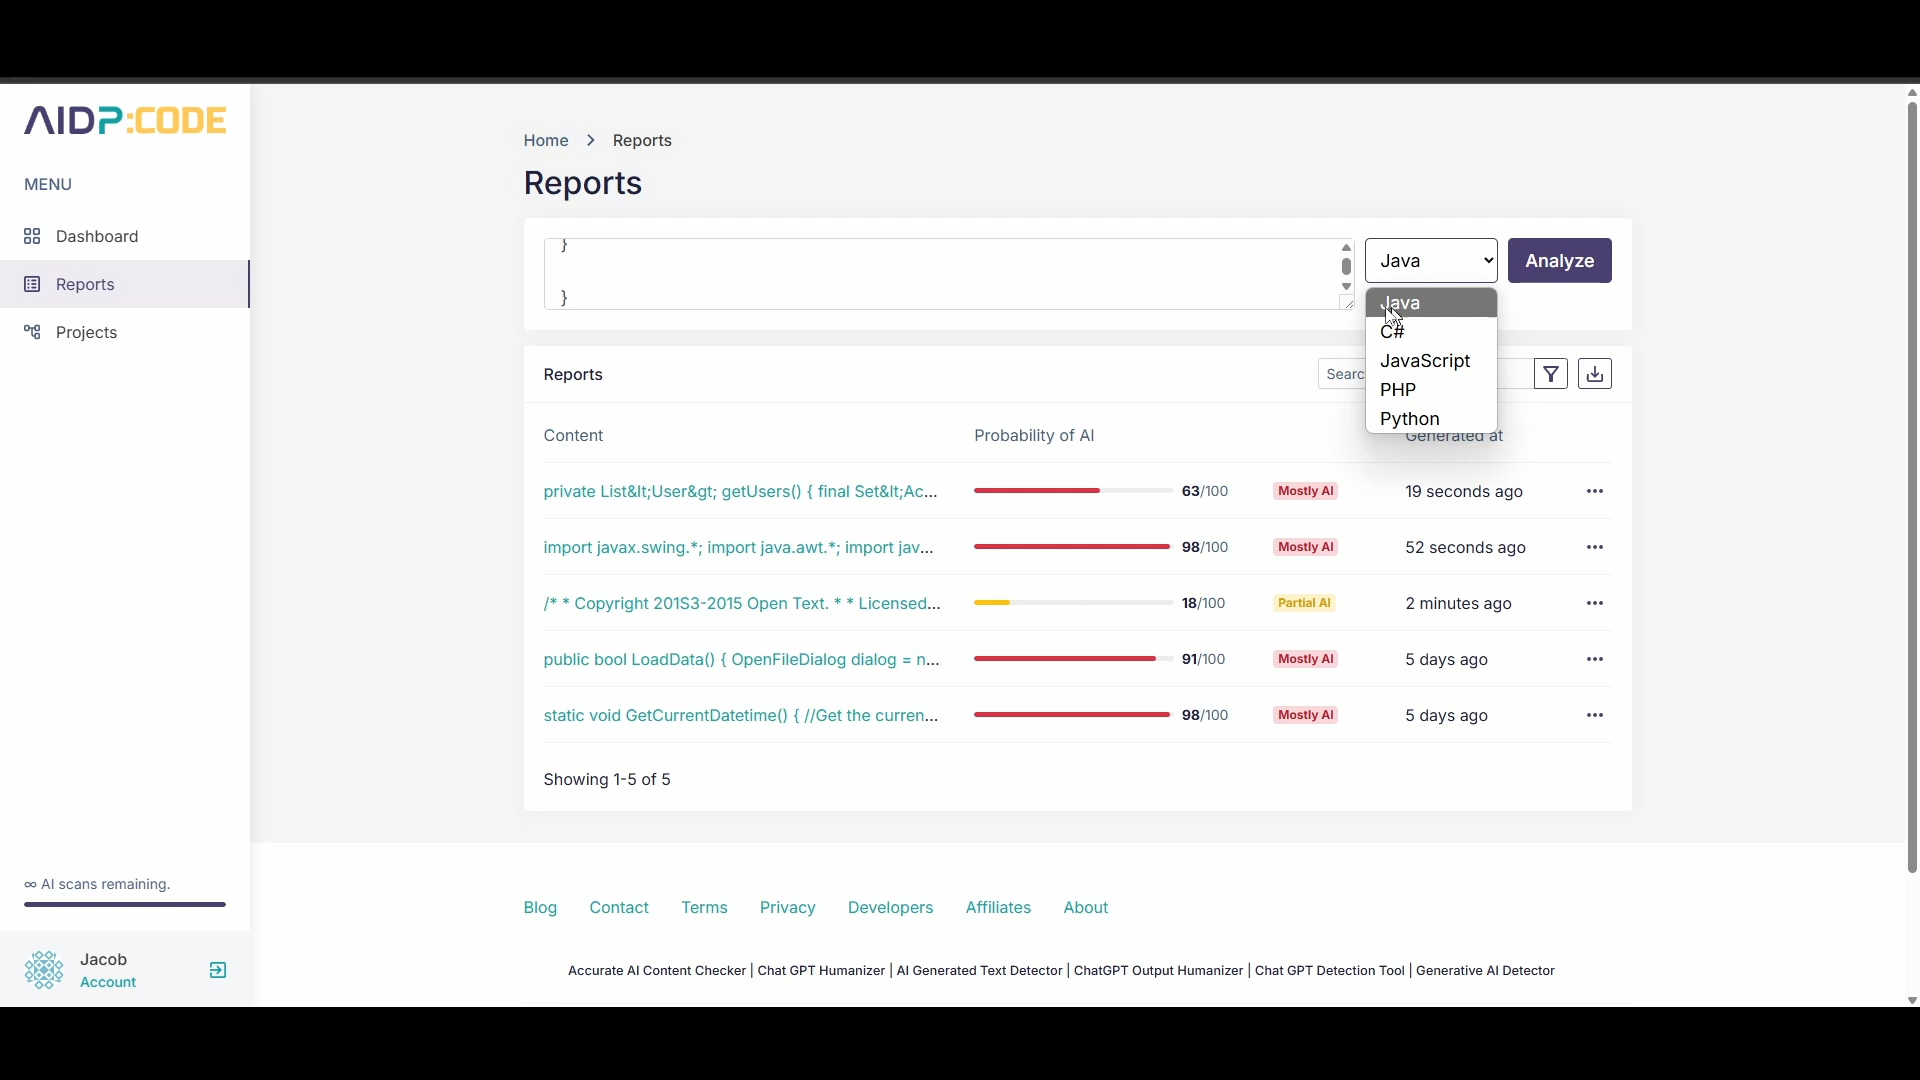 AIDP:CODE
MENU
Dashboard
Reports
Projects
∞ AI scans remaining.
Jacob
Account
Home > Reports
Reports
}
}
Java
Analyze
Java
C#
JavaScript
PHP
Python
Reports
Searc
Content Probability of AI Generated at
private List&lt;User&gt; getUsers() { final Set&lt;Ac... 63/100 Mostly AI 19 seconds ago
import javax.swing.*; import java.awt.*; import jav... 98/100 Mostly AI 52 seconds ago
/* * Copyright 201S3-2015 Open Text. * * Licensed... 18/100 Partial AI 2 minutes ago
public bool LoadData() { OpenFileDialog dialog = n... 91/100 Mostly AI 5 days ago
static void GetCurrentDatetime() { //Get the curren... 98/100 Mostly AI 5 days ago
Showing 1-5 of 5
Blog Contact Terms Privacy Developers Affiliates About
Accurate AI Content Checker | Chat GPT Humanizer | AI Generated Text Detector | ChatGPT Output Humanizer | Chat GPT Detection Tool | Generative AI Detector